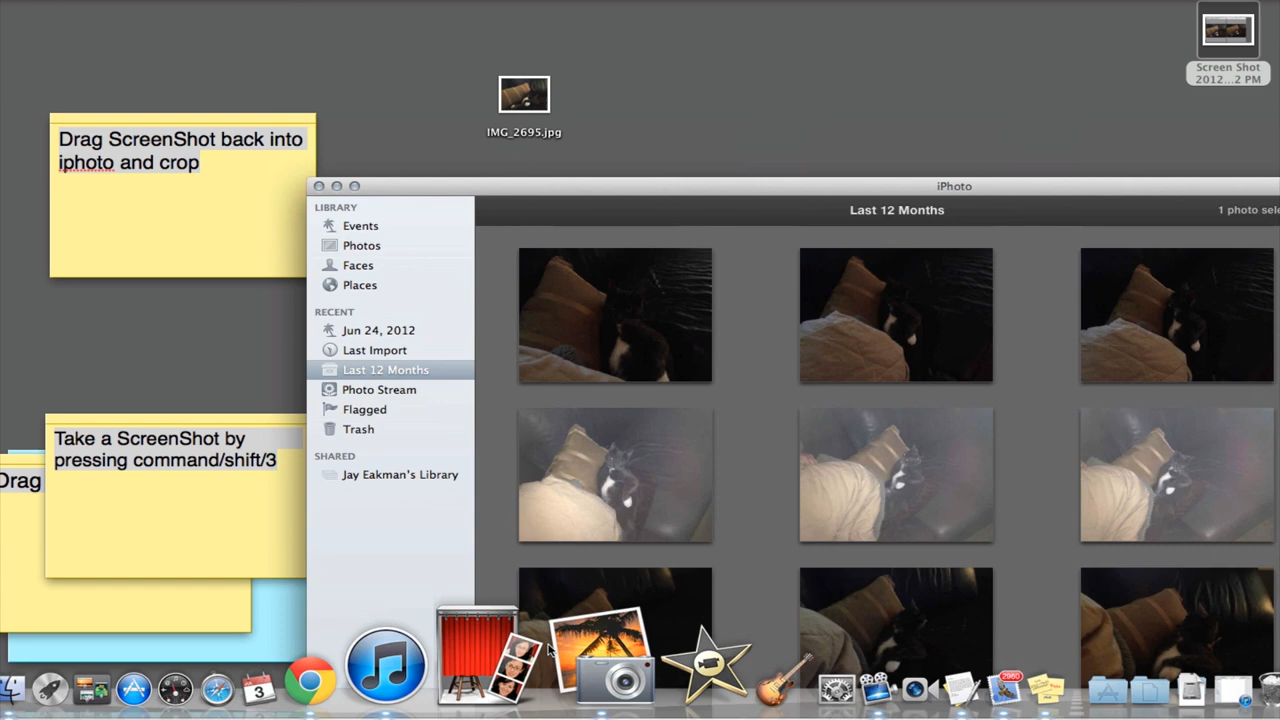 Screen Shot
2012...2 PM
IMG_2695.jpg
Drag ScreenShot back into
iphoto and crop
iPhoto
Last 12 Months
1 photo sele
LIBRARY
Events
Photos
Faces
Places
RECENT
Jun 24, 2012
Last Import
Last 12 Months
Photo Stream
Flagged
Trash
SHARED
Jay Eakman's Library
Take a ScreenShot by
pressing command/shift/3
Drag
3
2960